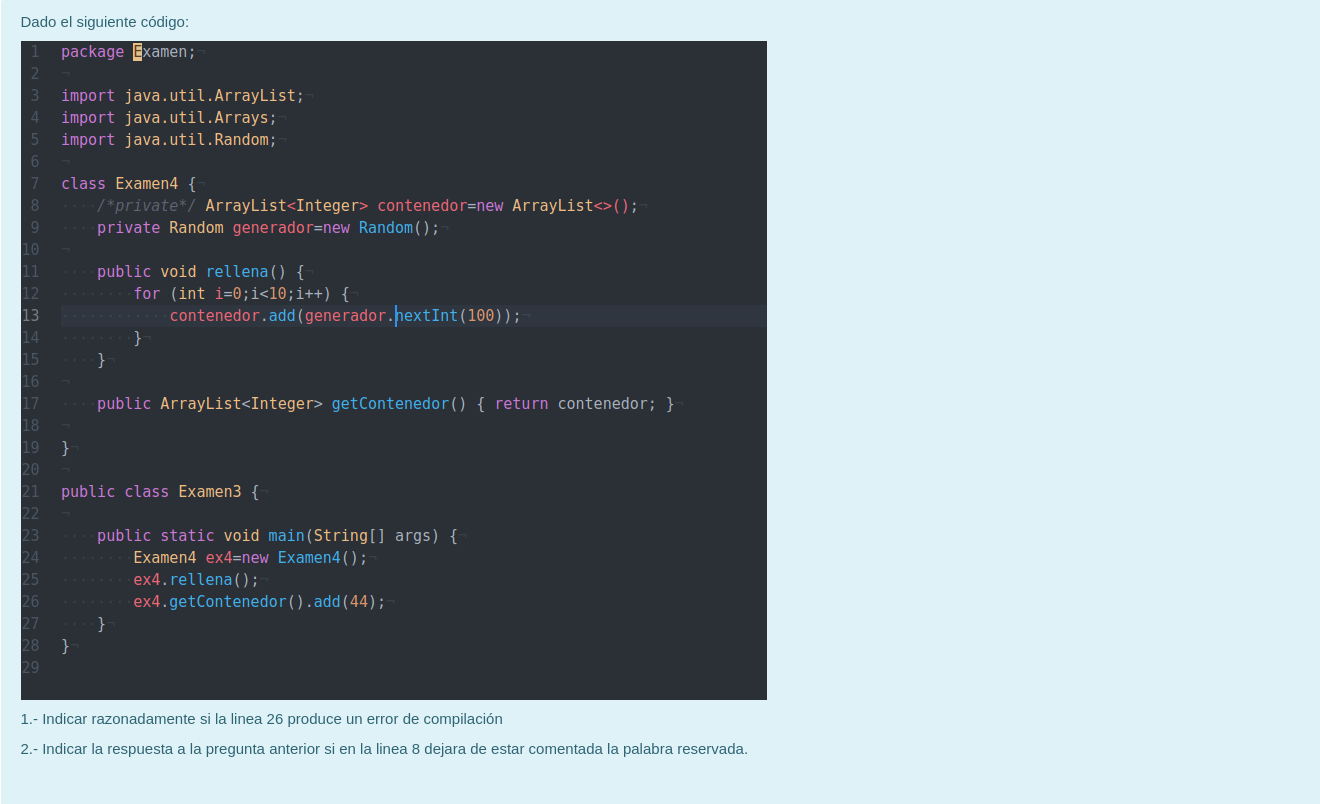 Dado el siguiente código:
1 package Examen;¬
2 ¬
3 import java.util.ArrayList;¬
4 import java.util.Arrays;¬
5 import java.util.Random;¬
6 ¬
7 class Examen4 {¬
8 ····/*private*/ ArrayList<Integer> contenedor=new ArrayList<>();¬
9 ····private Random generador=new Random();¬
10 ¬
11 ····public void rellena() {¬
12 ········for (int i=0;i<10;i++) {¬
13 ············contenedor.add(generador.nextInt(100));¬
14 ········}¬
15 ····}¬
16 ¬
17 ····public ArrayList<Integer> getContenedor() { return contenedor; }¬
18 ¬
19 }¬
20 ¬
21 public class Examen3 {¬
22 ¬
23 ····public static void main(String[] args) {¬
24 ········Examen4 ex4=new Examen4();¬
25 ········ex4.rellena();¬
26 ········ex4.getContenedor().add(44);¬
27 ····}¬
28 }¬
29
1.- Indicar razonadamente si la linea 26 produce un error de compilación
2.- Indicar la respuesta a la pregunta anterior si en la linea 8 dejara de estar comentada la palabra reservada.